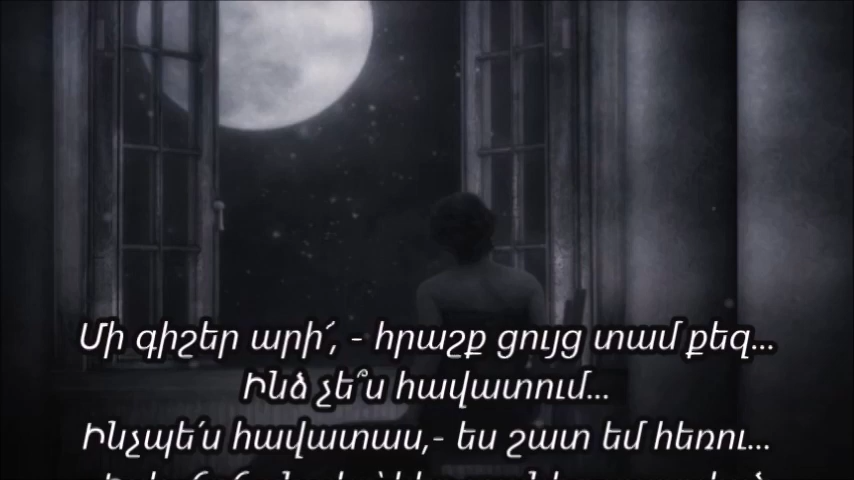 Մի գիշեր արի՛, - հրաշք ցույց տամ քեզ...
Ինձ չե՞ս հավատում...
Ինչպե՛ս հավատաս,- ես շատ եմ հեռու...